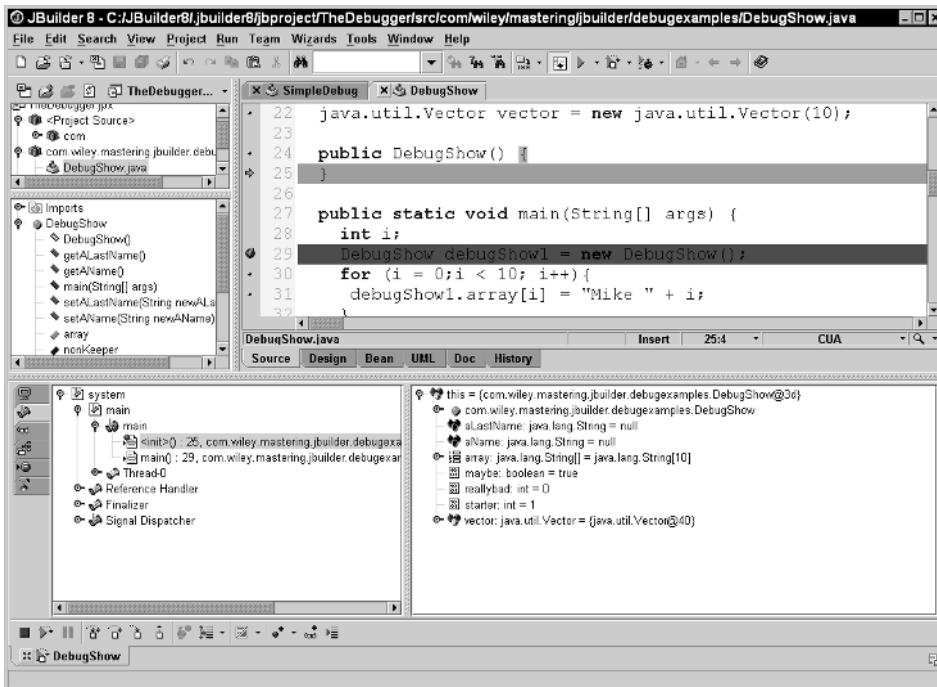 JBuilder 8 - C:/JBuilder8/.jbuilder8/jbproject/TheDebugger/src/com/wiley/mastering/jbuilder/debugexamples/DebugShow.java
File Edit Search View Project Run Team Wizards Tools Window Help
TheDebugger...
TheDebugger.jpx
<Project Source>
com
com.wiley.mastering.jbuilder.debu
DebugShow.java
Imports
DebugShow
DebugShow()
getALastName()
getAName()
main(String[] args)
setALastName(String newALa
setAName(String newAName)
array
nonKeeper
SimpleDebug DebugShow
22 java.util.Vector vector = new java.util.Vector(10);
23
24 public DebugShow() {
25 }
26
27 public static void main(String[] args) {
28 int i;
29 DebugShow debugShow1 = new DebugShow();
30 for (i = 0;i < 10; i++){
31 debugShow1.array[i] = "Mike " + i;
32 }
DebugShow.java Insert 25:4 CUA
Source Design Bean UML Doc History
system
main
main
<init>() : 25, com.wiley.mastering.jbuilder.debugexa
main() : 29, com.wiley.mastering.jbuilder.debugexar
Thread-0
Reference Handler
Finalizer
Signal Dispatcher
this = {com.wiley.mastering.jbuilder.debugexamples.DebugShow@3d}
com.wiley.mastering.jbuilder.debugexamples.DebugShow
aLastName: java.lang.String = null
aName: java.lang.String = null
array: java.lang.String[] = java.lang.String[10]
maybe: boolean = true
reallybad: int = 0
starter: int = 1
vector: java.util.Vector = {java.util.Vector@40}
DebugShow